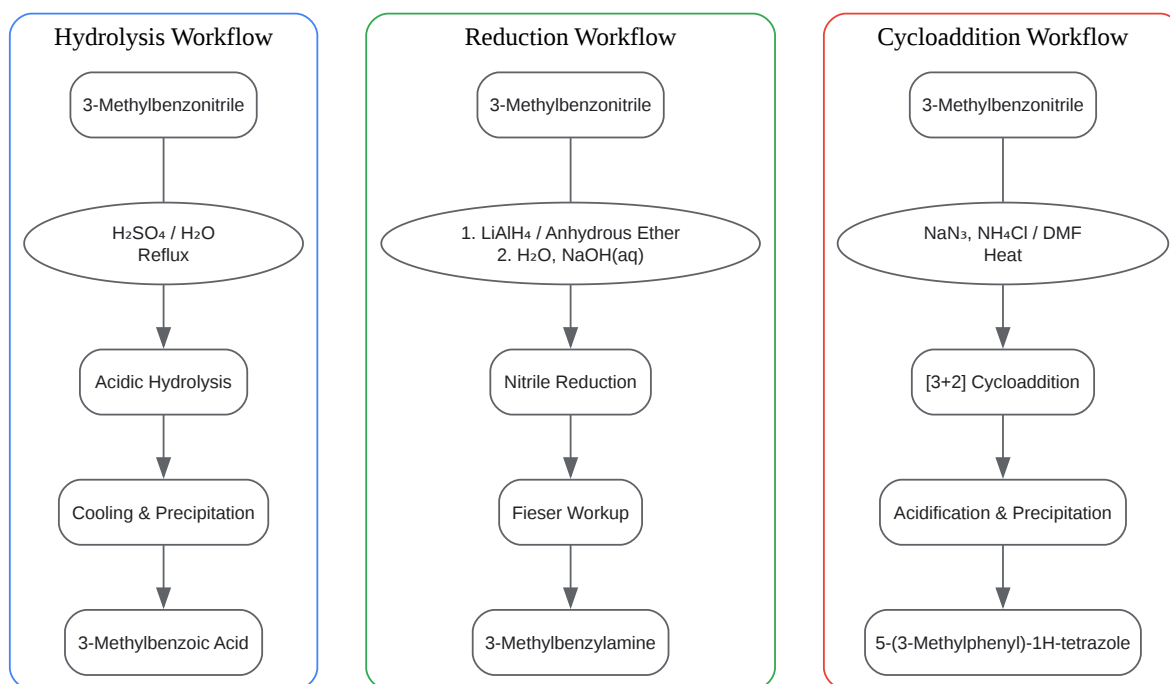 Hydrolysis Workflow
3-Methylbenzonitrile
H₂SO₄ / H₂O
Reflux
Acidic Hydrolysis
Cooling & Precipitation
3-Methylbenzoic Acid
Reduction Workflow
3-Methylbenzonitrile
1. LiAlH₄ / Anhydrous Ether
2. H₂O, NaOH(aq)
Nitrile Reduction
Fieser Workup
3-Methylbenzylamine
Cycloaddition Workflow
3-Methylbenzonitrile
NaN₃, NH₄Cl / DMF
Heat
[3+2] Cycloaddition
Acidification & Precipitation
5-(3-Methylphenyl)-1H-tetrazole